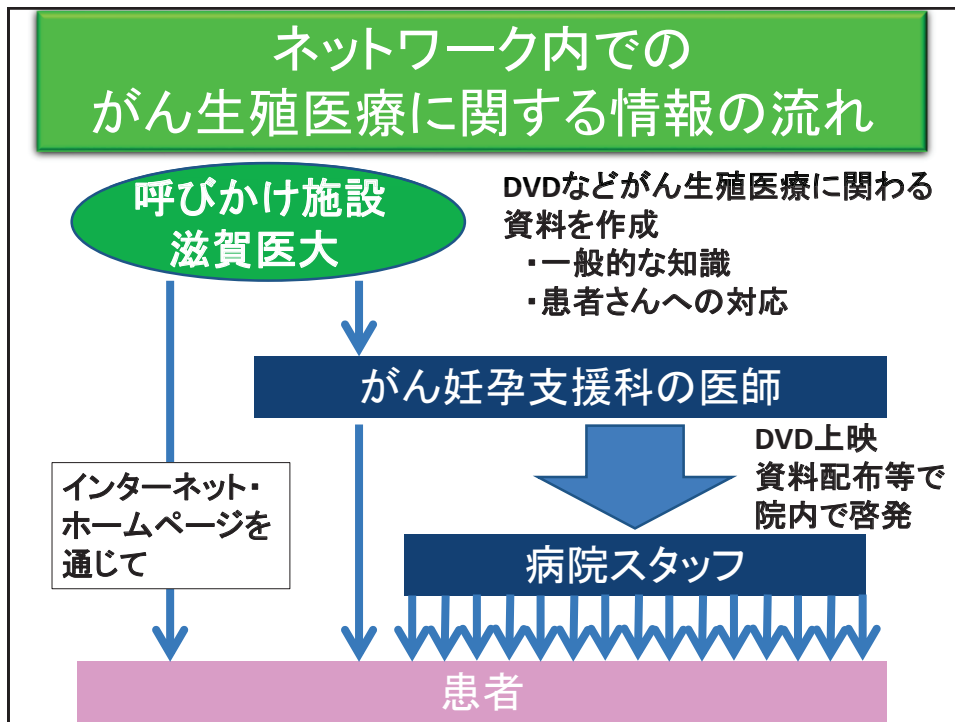 ネットワーク内での
がん生殖医療に関する情報の流れ
呼びかけ施設
滋賀医大
DVDなどがん生殖医療に関わる
資料を作成
・一般的な知識
・患者さんへの対応
がん妊孕支援科の医師
DVD上映
資料配布等で
院内で啓発
インターネット・
ホームページを
通じて
病院スタッフ
患者